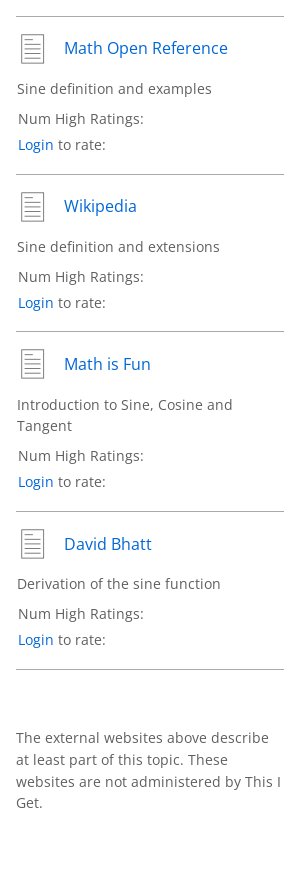 Math Open Reference
Sine definition and examples
Num High Ratings:
Login to rate:
Wikipedia
Sine definition and extensions
Num High Ratings:
Login to rate:
Math is Fun
Introduction to Sine, Cosine and
Tangent
Num High Ratings:
Login to rate:
David Bhatt
Derivation of the sine function
Num High Ratings:
Login to rate:
The external websites above describe
at least part of this topic. These
websites are not administered by This I
Get.